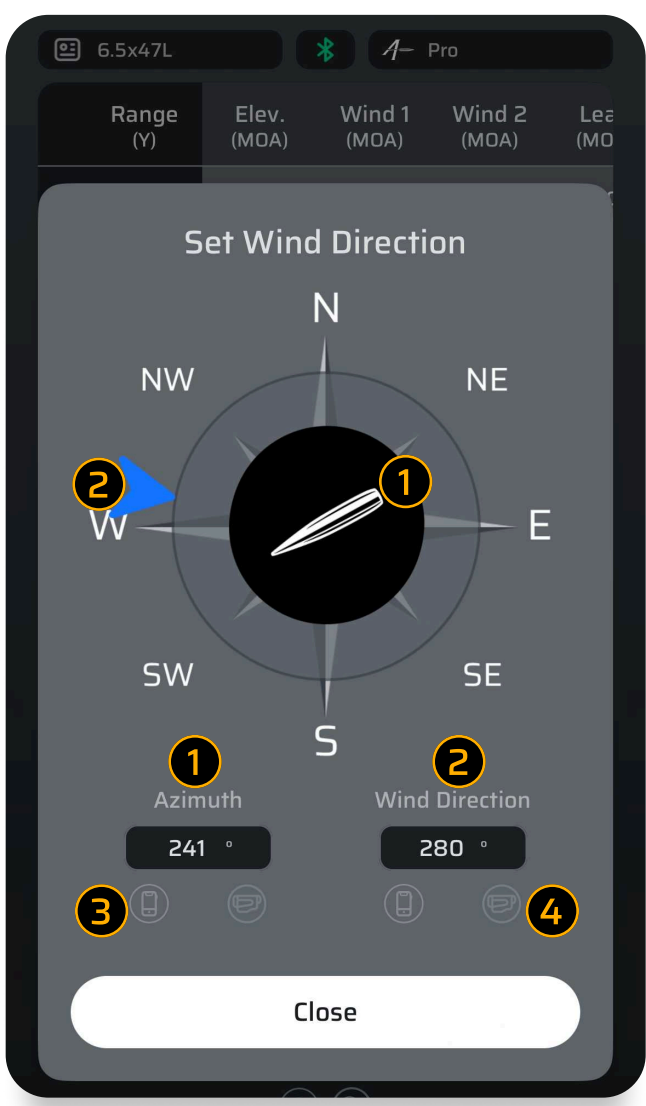 6.5x47L
Pro
Range Elev. Wind 1 Wind 2
(Y) (MOA) (MOA) (MOA)
Set Wind Direction
N
NW NE
2 1
W E
SW SE
S
1 2
Azimuth Wind Direction
241 ° 280 °
3 4
Close